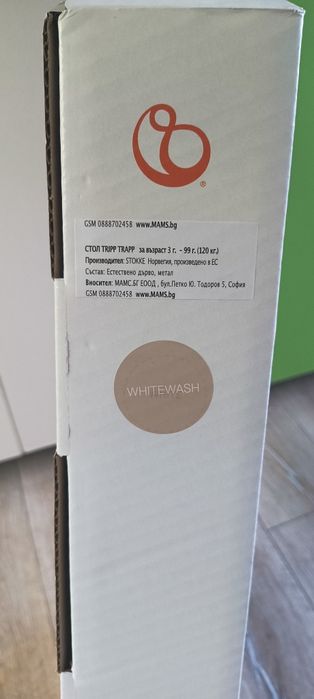 GSM 0888702458 www.MAMS.bg
СТОЛ TRIPP TRAPP за възраст 3 г. - 99 г. (120 кг.)
Производител: STOKKE Норвегия, произведено в ЕС
Състав: Естествено дърво, метал
Вносител: МАМС.БГ ЕООД , бул.Петко Ю. Тодоров 5, София
GSM 0888702458 www.MAMS.bg
WHITEWASH